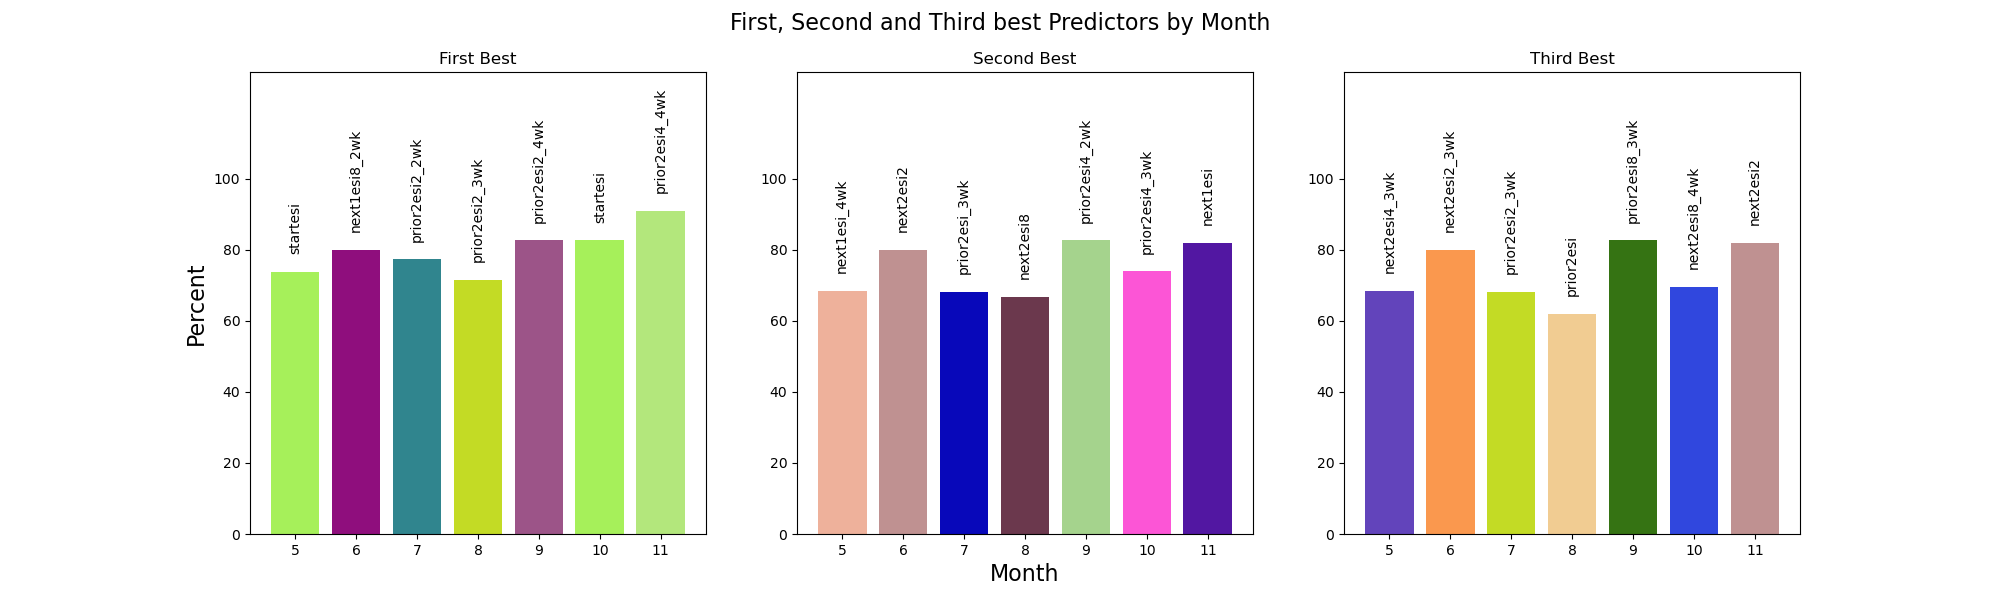 First, Second and Third best Predictors by Month
First Best
Percent
100
80
60
40
20
0
startesi
next1esi8_2wk
prior2esi2_2wk
prior2esi2_3wk
prior2esi2_4wk
startesi
prior2esi4_4wk
5 6 7 8 9 10 11
Second Best
100
80
60
40
20
0
next1esi_4wk
next2esi2
prior2esi_3wk
next2esi8
prior2esi4_2wk
prior2esi4_3wk
next1esi
5 6 7 8 9 10 11
Month
Third Best
100
80
60
40
20
0
next2esi4_3wk
next2esi2_3wk
prior2esi2_3wk
prior2esi
prior2esi8_3wk
next2esi8_4wk
next2esi2
5 6 7 8 9 10 11